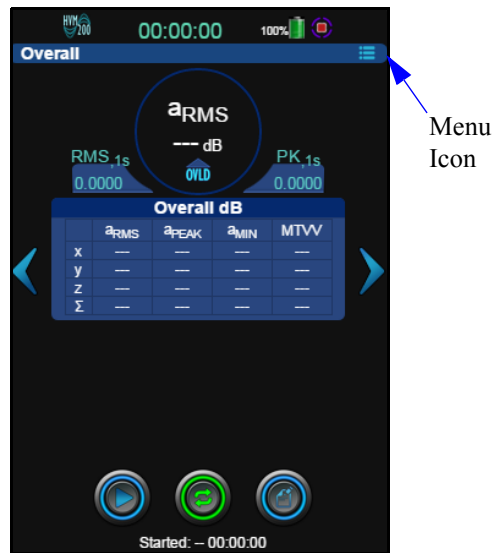 HVM 200 00:00:00 100%
Overall
Menu Icon
aRMS
--- dB
OVLD
RMS,1s PK,1s
0.0000 0.0000
Overall dB
aRMS aPEAK aMIN MTVV
x --- --- --- ---
y --- --- --- ---
z --- --- --- ---
Σ --- --- --- ---
Started: -- 00:00:00